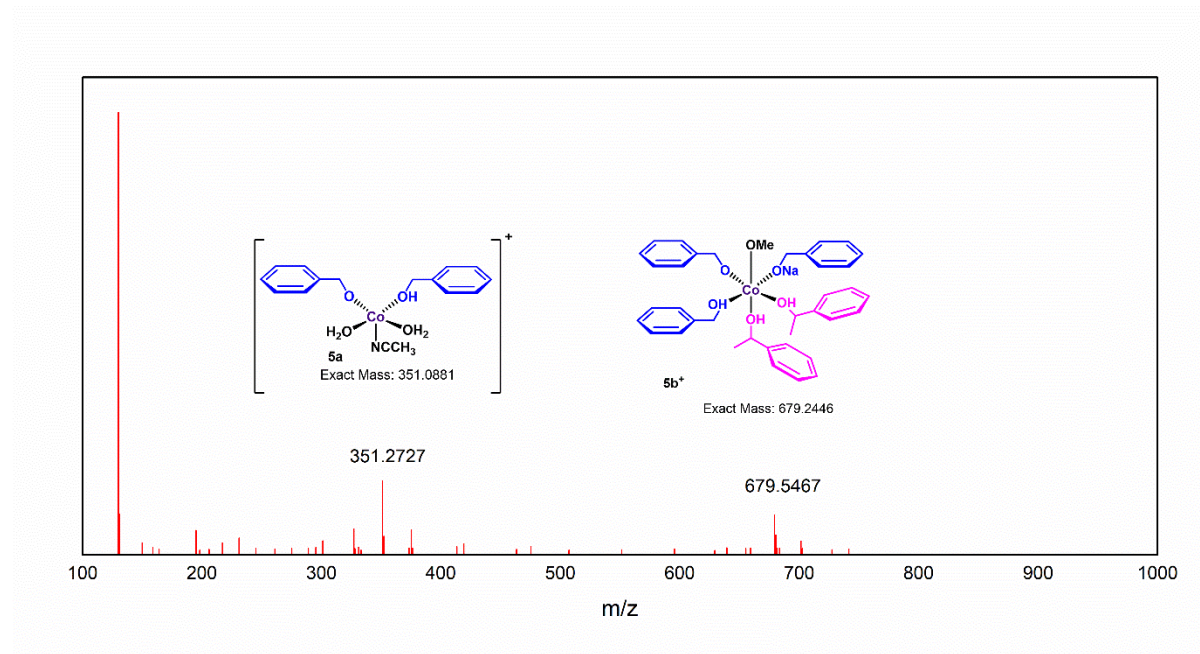 +
O
OH
Co
H2O
OH2
NCCH3
5a
Exact Mass: 351.0881
OMe
O
ONa
Co
OH
OH
OH
5b+
Exact Mass: 679.2446
351.2727
679.5467
100 200 300 400 500 600 700 800 900 1000
m/z